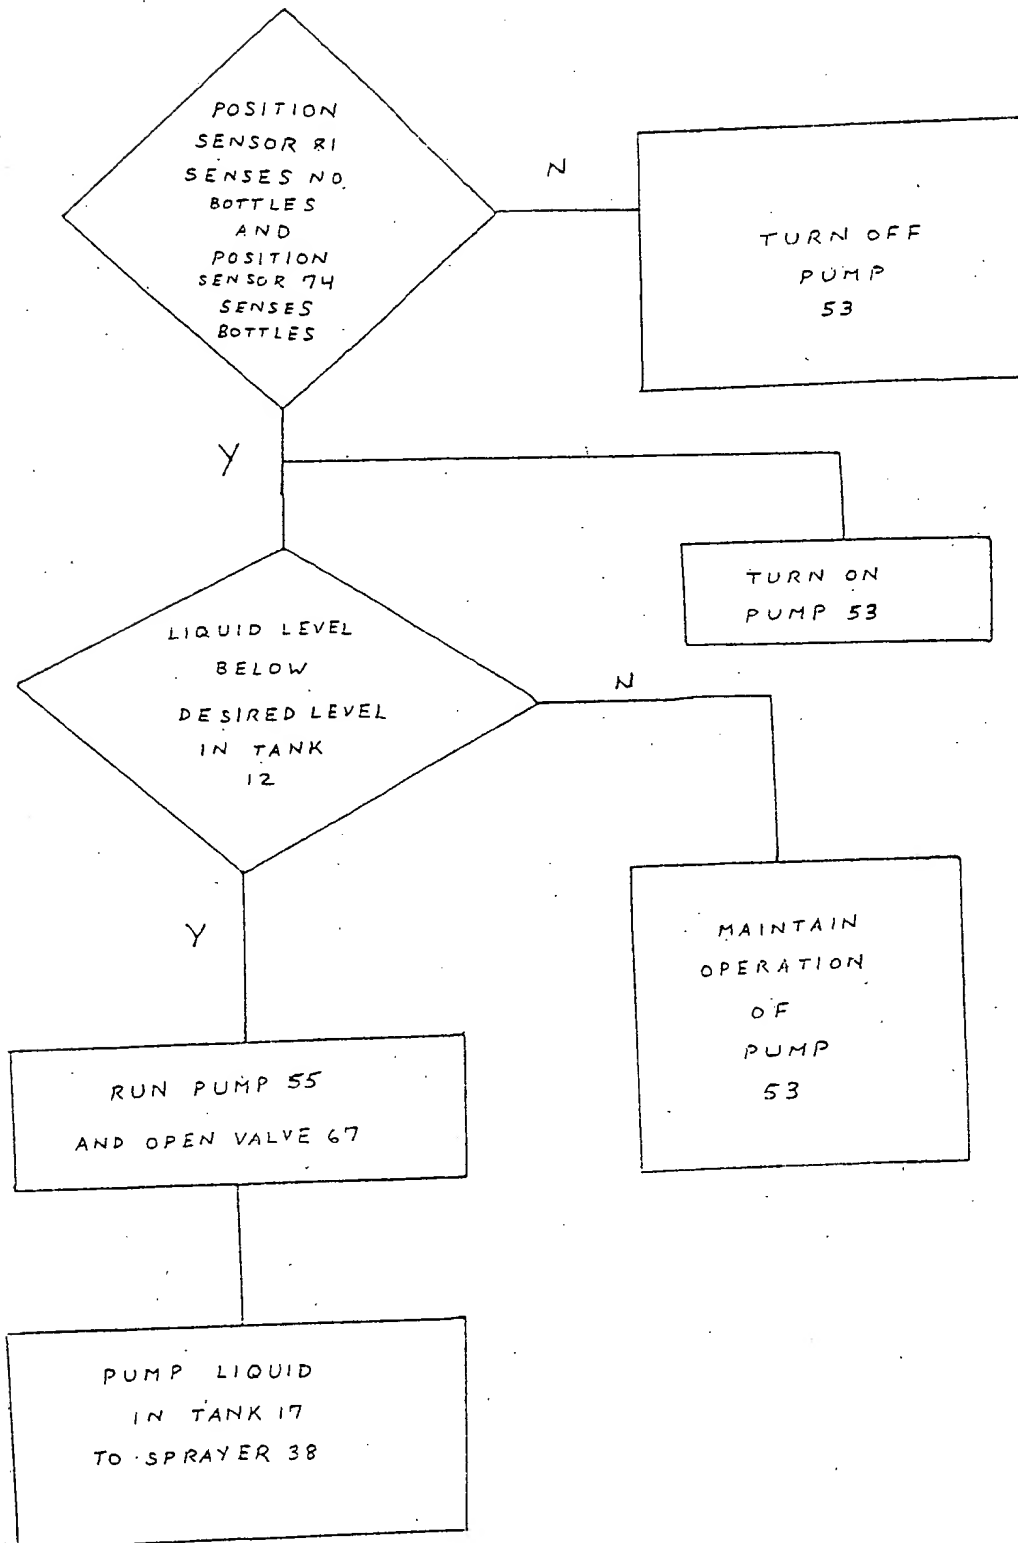 POSITION
SENSOR 81
SENSES NO
BOTTLES
AND
POSITION
SENSOR 74
SENSES
BOTTLES
N
TURN OFF
PUMP
53
Y
TURN ON
PUMP 53
LIQUID LEVEL
BELOW
DESIRED LEVEL
IN TANK
12
N
MAINTAIN
OPERATION
OF
PUMP
53
Y
RUN PUMP 55
AND OPEN VALVE 67
PUMP LIQUID
IN TANK 17
TO SPRAYER 38